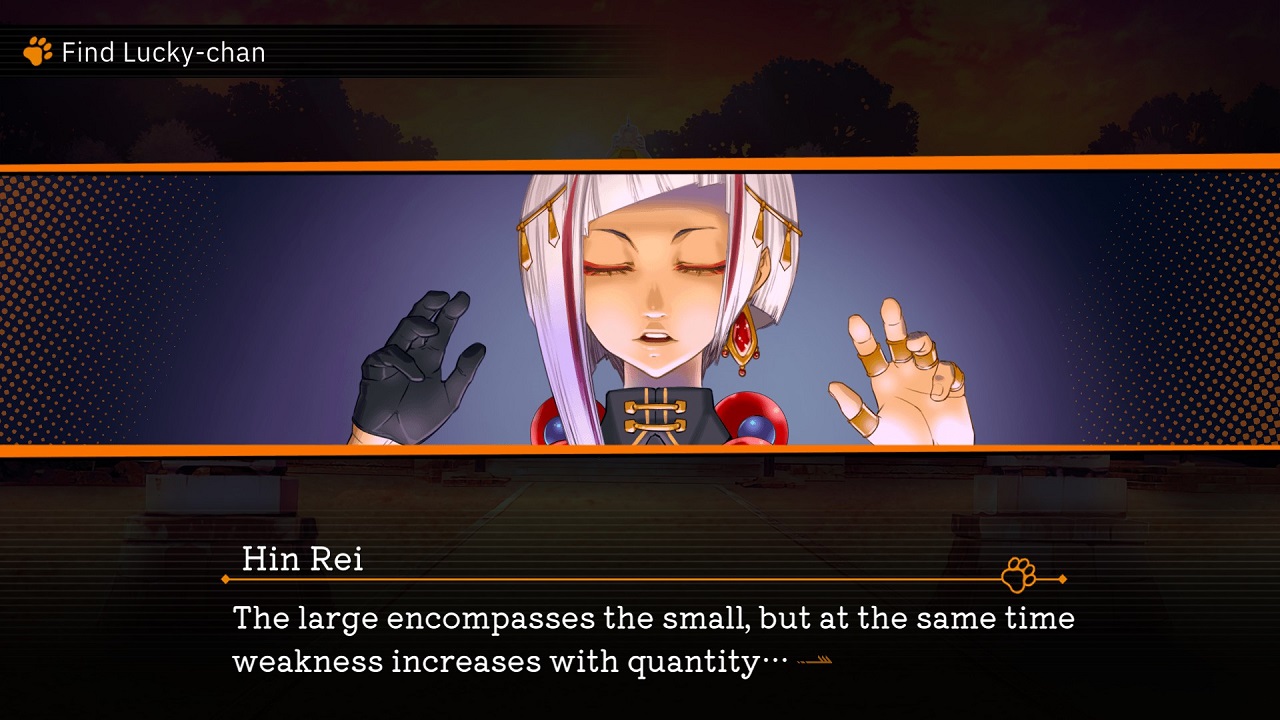 Find Lucky-chan
Hin Rei
The large encompasses the small, but at the same time
weakness increases with quantity…